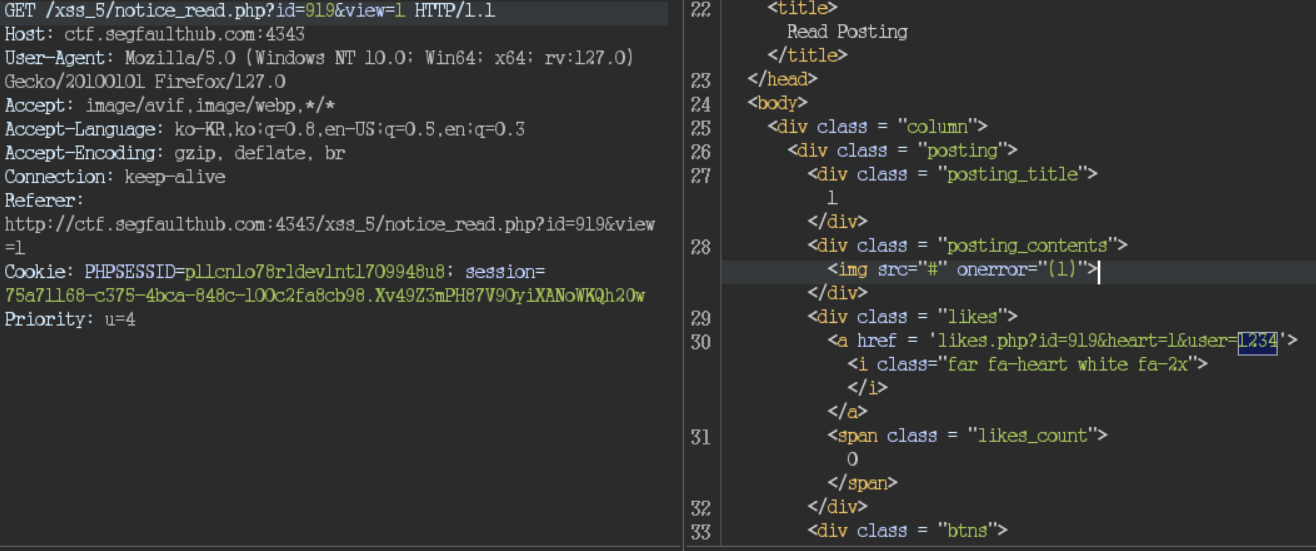 GET /xss_5/notice_read.php?id=919&view=1 HTTP/1.1
Host: ctf.segfaulthub.com:4343
User-Agent: Mozilla/5.0 (Windows NT 10.0; Win64; x64; rv:127.0)
Gecko/20100101 Firefox/127.0
Accept: image/avif,image/webp,*/*
Accept-Language: ko-KR,ko;q=0.8,en-US;q=0.5,en;q=0.3
Accept-Encoding: gzip, deflate, br
Connection: keep-alive
Referer:
http://ctf.segfaulthub.com:4343/xss_5/notice_read.php?id=919&view
=1
Cookie: PHPSESSID=p11cnlo78r1dev1nt1709948u8; session=
75a71168-c375-4bca-848c-100c2fa8cb98.Xv49Z3mPH87V9OyiXANoWKQh20w
Priority: u=4
22 <title>
Read Posting
</title>
23 </head>
24 <body>
25 <div class = "column">
26 <div class = "posting">
27 <div class = "posting_title">
1
</div>
28 <div class = "posting_contents">
<img src="#" onerror="(1)">
</div>
29 <div class = "likes">
30 <a href = 'likes.php?id=919&heart=1&user=1234'>
<i class="far fa-heart white fa-2x">
</i>
</a>
31 <span class = "likes_count">
0
</span>
32 </div>
33 <div class = "btns">